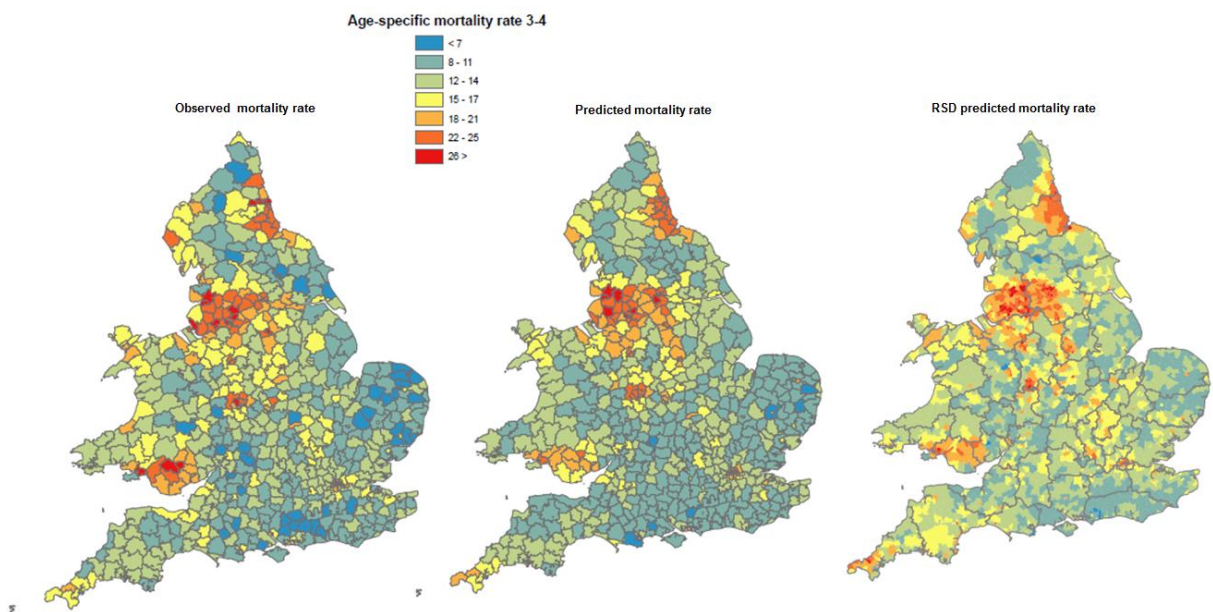 Age-specific mortality rate 3-4
< 7
8 - 11
12 - 14
15 - 17
18 - 21
22 - 25
26 >
Observed mortality rate
Predicted mortality rate
RSD predicted mortality rate